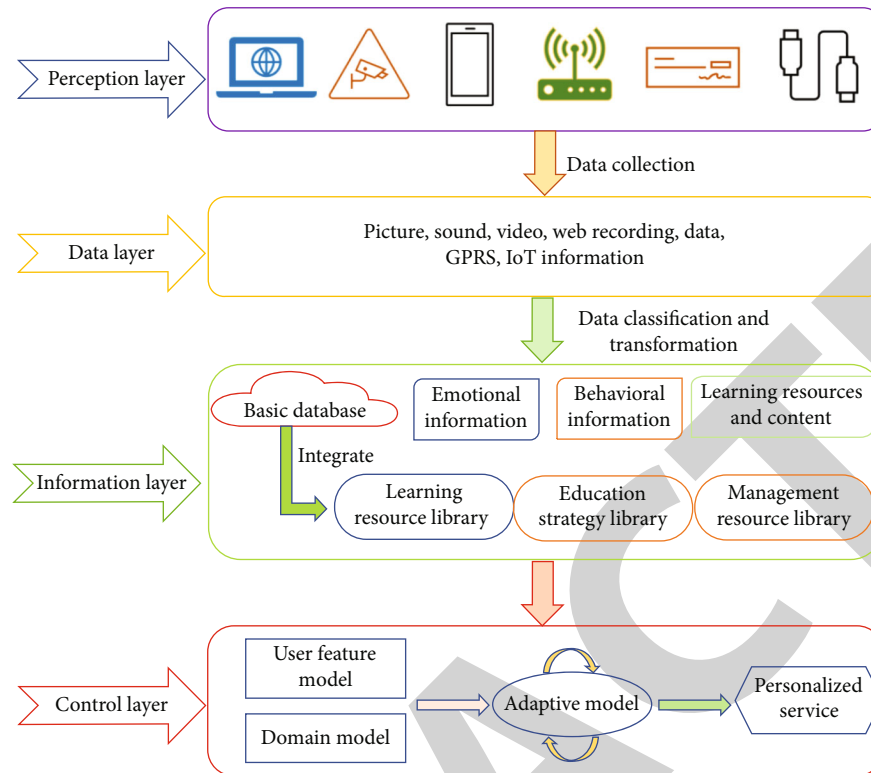 Perception layer
Data collection
Data layer
Picture, sound, video, web recording, data,
GPRS, IoT information
Data classification and
transformation
Information layer
Basic database
Emotional
information
Behavioral
information
Learning resources
and content
Integrate
Learning
resource library
Education
strategy library
Management
resource library
Control layer
User feature
model
Domain model
Adaptive model
Personalized
service
ACT